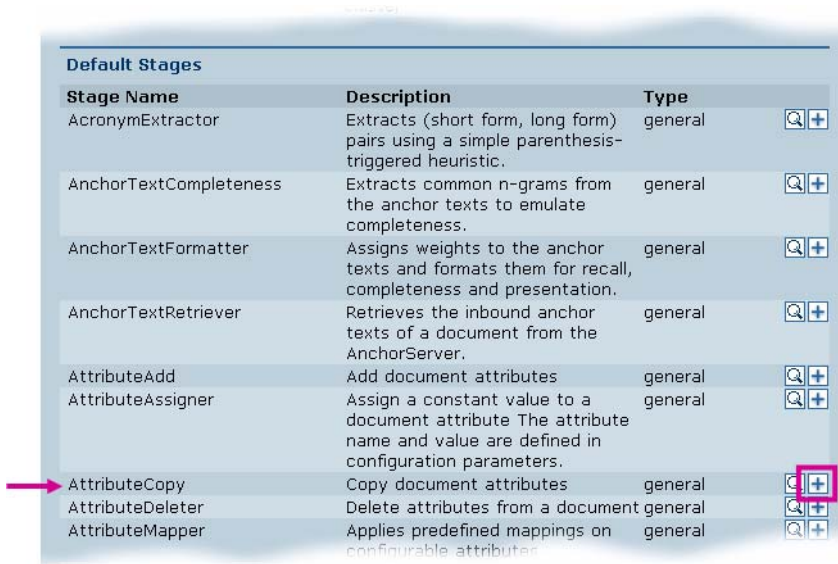 Default Stages
Stage Name Description Type
AcronymExtractor Extracts (short form, long form) general
pairs using a simple parenthesis-
triggered heuristic.
AnchorTextCompleteness Extracts common n-grams from general
the anchor texts to emulate
completeness.
AnchorTextFormatter Assigns weights to the anchor general
texts and formats them for recall,
completeness and presentation.
AnchorTextRetriever Retrieves the inbound anchor general
texts of a document from the
AnchorServer.
AttributeAdd Add document attributes general
AttributeAssigner Assign a constant value to a general
document attribute The attribute
name and value are defined in
configuration parameters.
AttributeCopy Copy document attributes general
AttributeDeleter Delete attributes from a document general
AttributeMapper Applies predefined mappings on general
configurable attributes